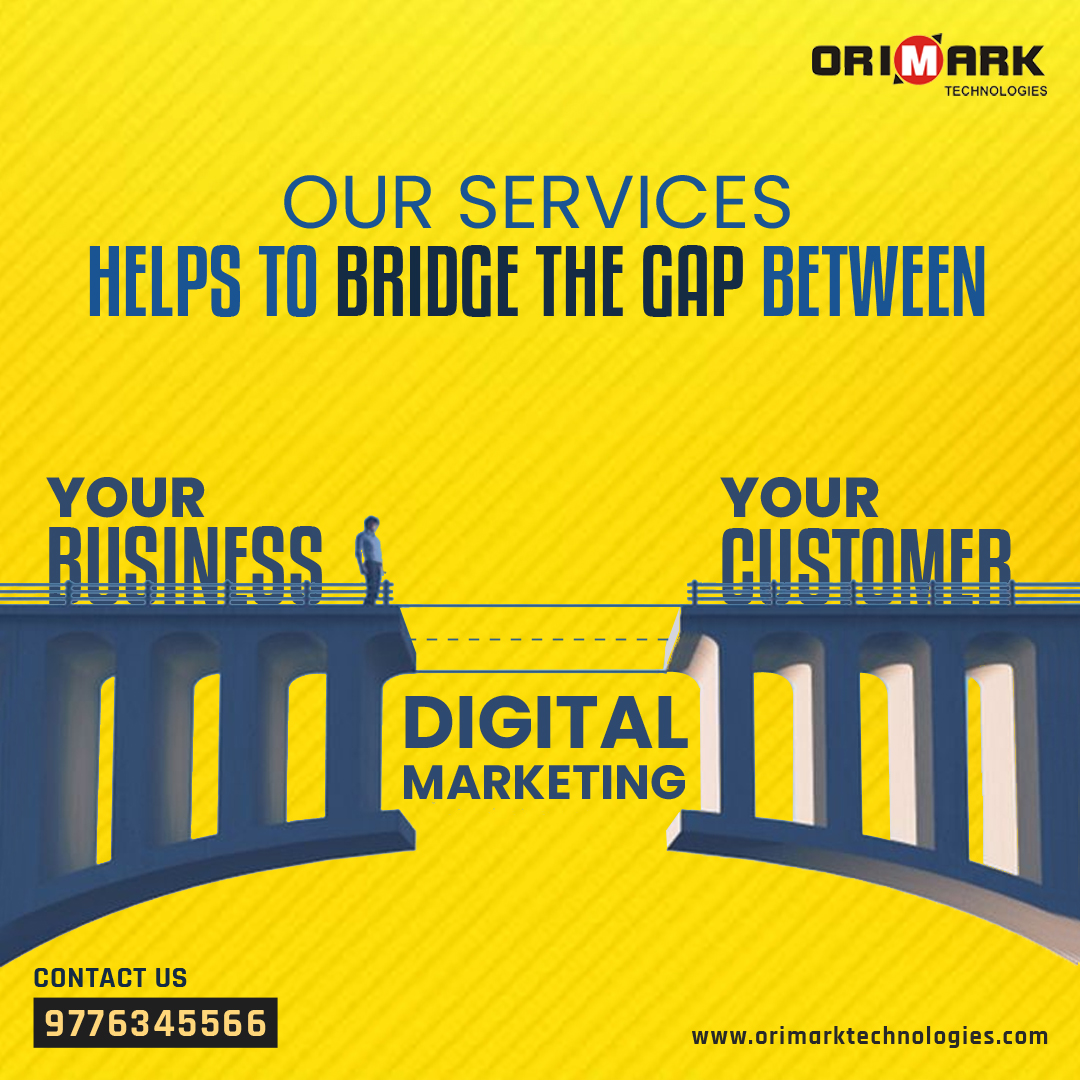 ORIMARK
TECHNOLOGIES
OUR SERVICES
HELPS TO BRIDGE THE GAP BETWEEN
YOUR
BUSINESS
YOUR
CUSTOMER
DIGITAL
MARKETING
CONTACT US
9776345566
www.orimarktechnologies.com